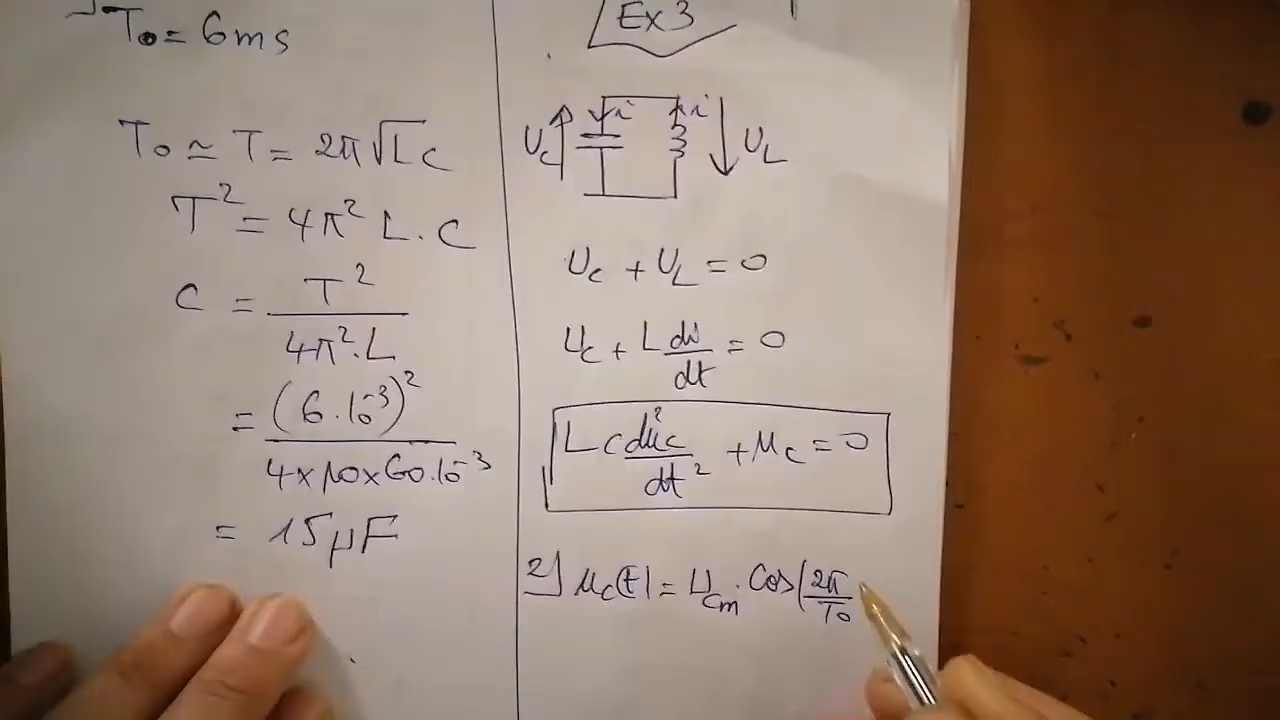 T₀ = 6ms
T₀ ≃ T = 2π√LC
T² = 4π² L.C
C = T² / 4π².L
= (6.10⁻³)² / 4×10×60.10⁻³
= 15μF
Ex3
Uc i i UL
Uc + UL = 0
Uc + L di/dt = 0
LC d²uc/dt² + uc = 0
2) uc(t) = Ucm . Cos(2π/T₀